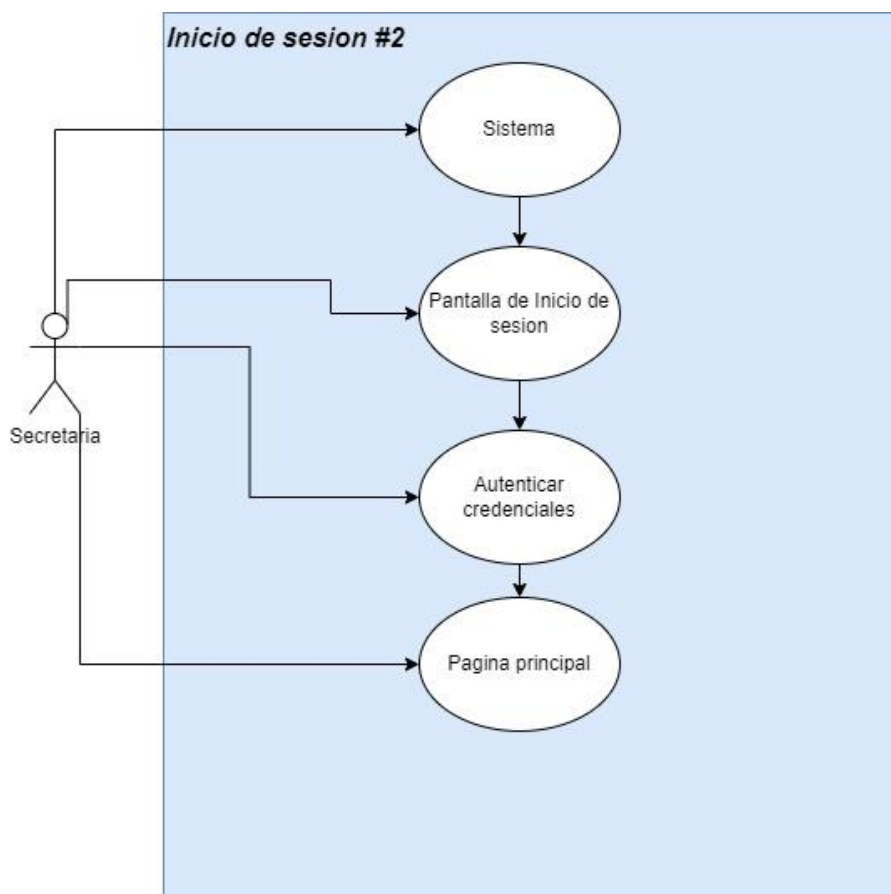 Inicio de sesion #2
Sistema
Pantalla de Inicio de
sesion
Secretaria
Autenticar
credenciales
Pagina principal